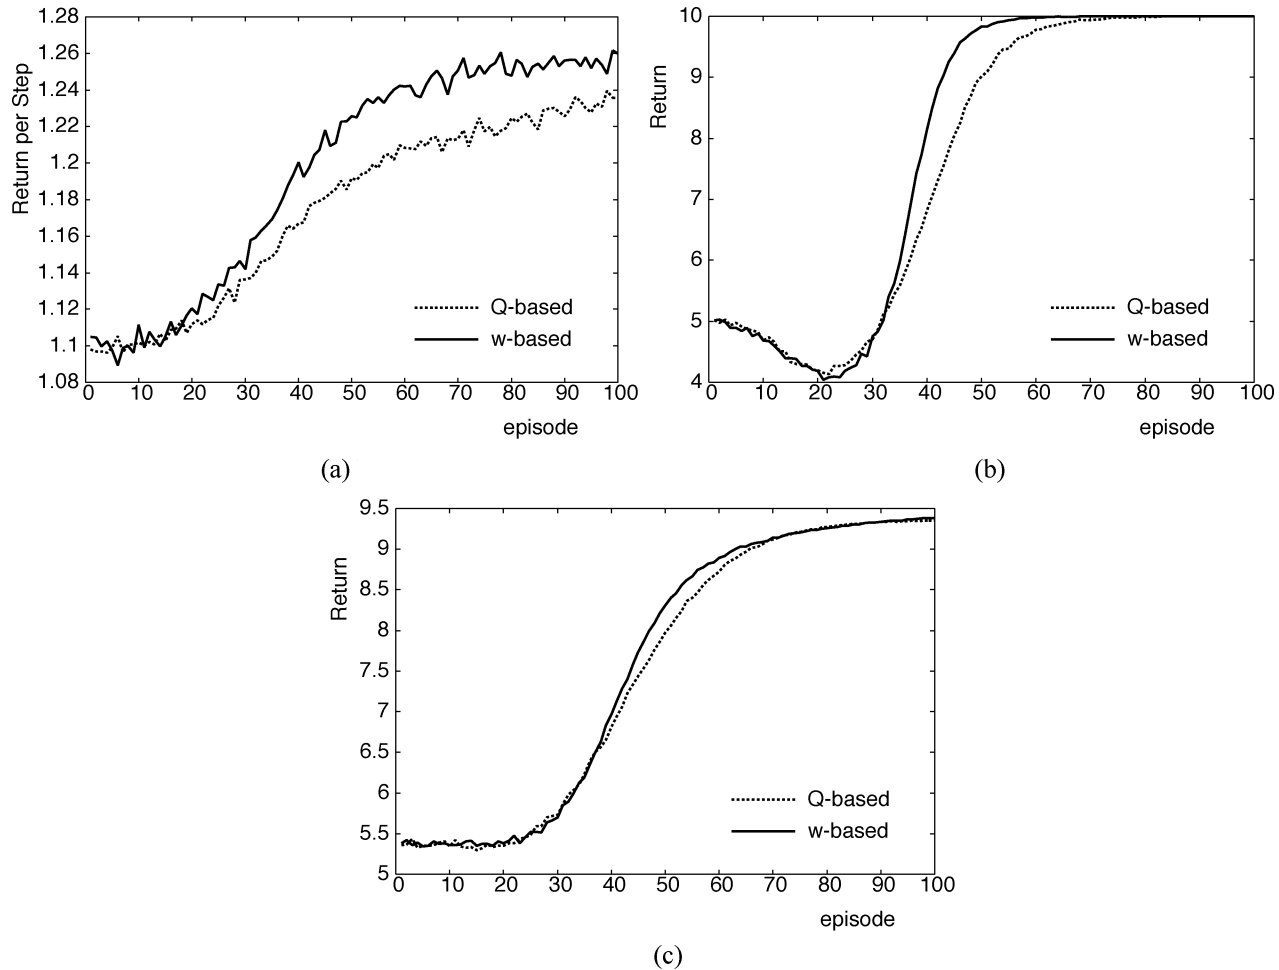 1.28
1.26
1.24
1.22
1.2
1.18
1.16
1.14
1.12
1.1
1.08
Return per Step
Q-based
w-based
0 10 20 30 40 50 60 70 80 90 100
episode
(a)
10
9
8
7
6
5
4
Return
Q-based
w-based
0 10 20 30 40 50 60 70 80 90 100
episode
(b)
9.5
9
8.5
8
7.5
7
6.5
6
5.5
5
Return
Q-based
w-based
0 10 20 30 40 50 60 70 80 90 100
episode
(c)